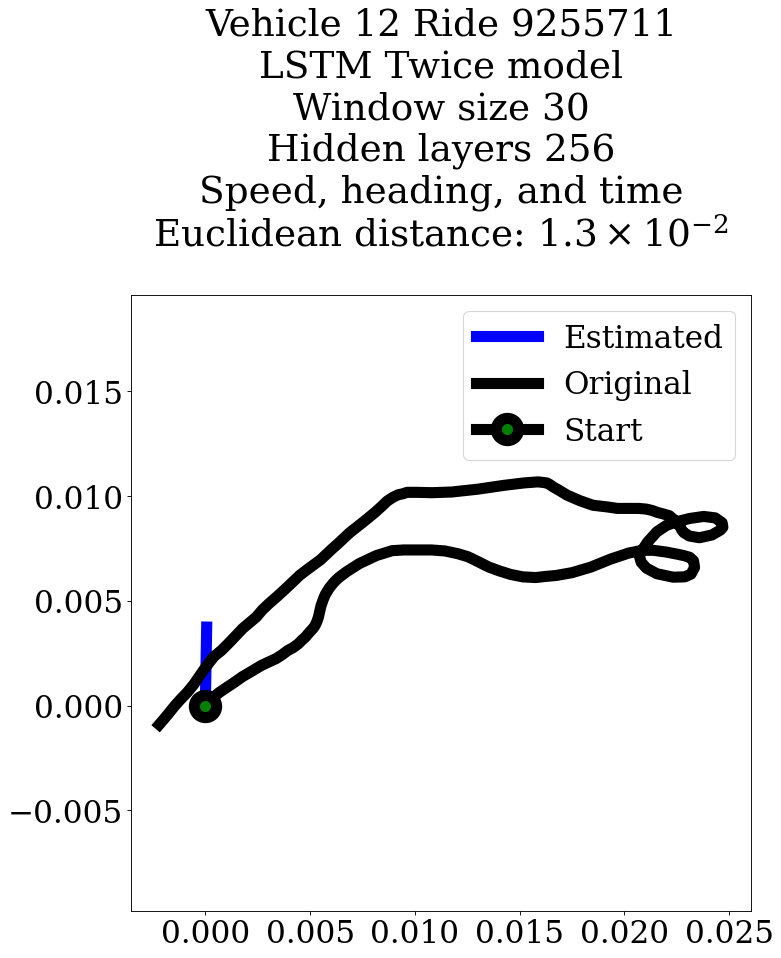 Vehicle 12 Ride 9255711
LSTM Twice model
Window size 30
Hidden layers 256
Speed, heading, and time
Euclidean distance: 1.3 × 10⁻²
Estimated
Original
Start
0.015
0.010
0.005
0.000
−0.005
0.000 0.005 0.010 0.015 0.020 0.025